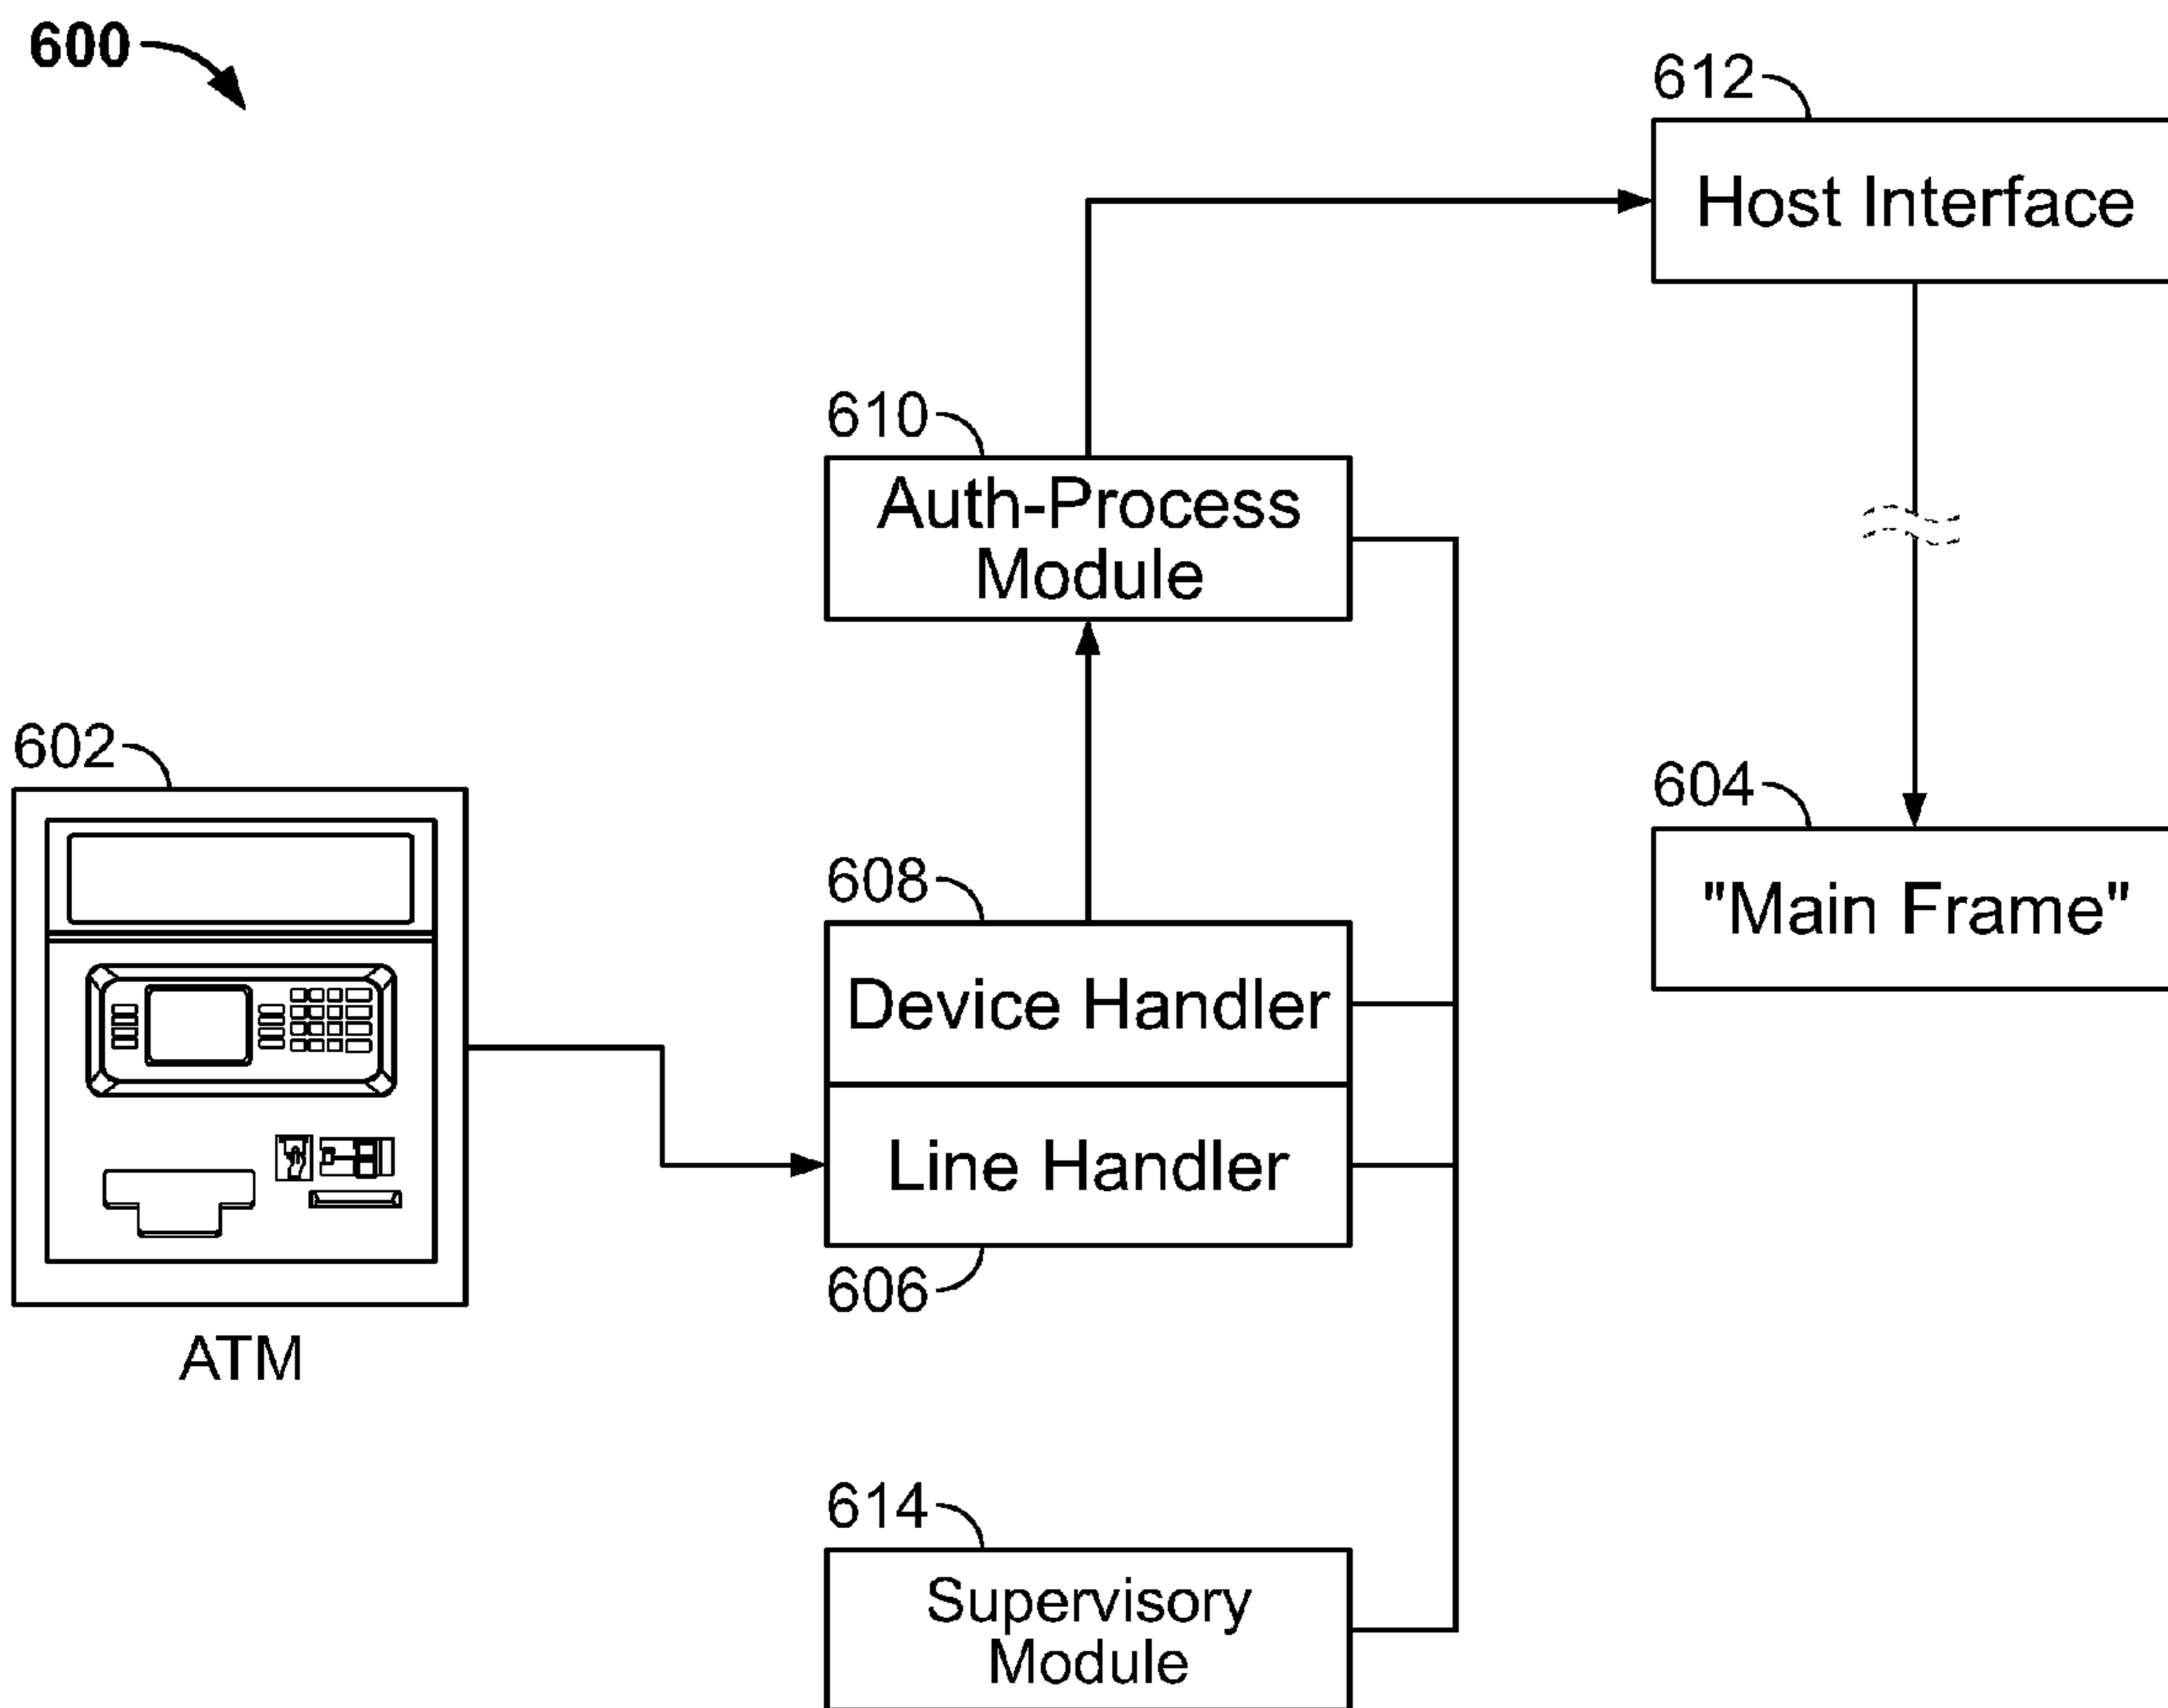 600
612
Host Interface
610
Auth-Process
Module
602
604
"Main Frame"
608
Device Handler
Line Handler
606
ATM
614
Supervisory
Module